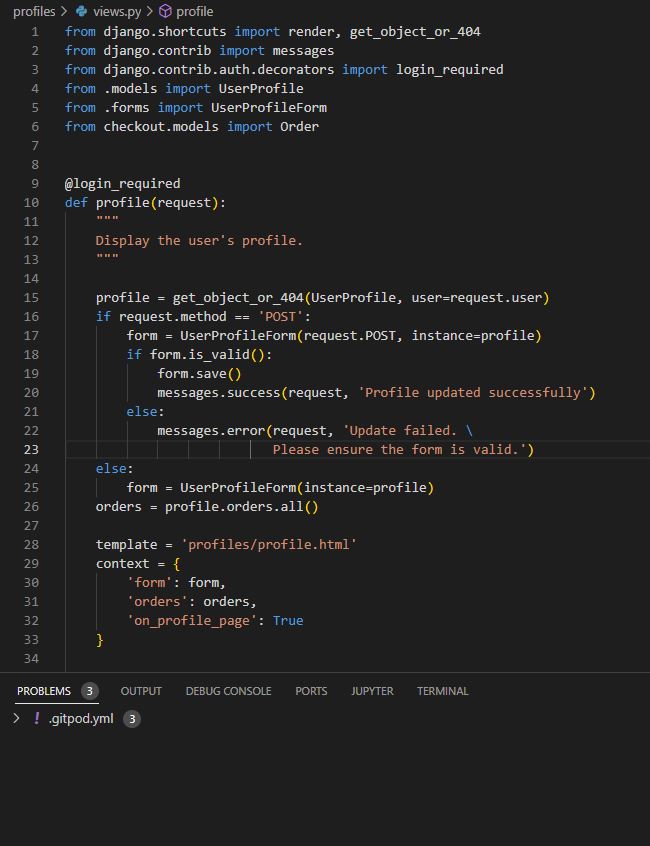 profiles > views.py > profile
1 from django.shortcuts import render, get_object_or_404
2 from django.contrib import messages
3 from django.contrib.auth.decorators import login_required
4 from .models import UserProfile
5 from .forms import UserProfileForm
6 from checkout.models import Order
7
8
9 @login_required
10 def profile(request):
11     """
12     Display the user's profile.
13     """
14
15     profile = get_object_or_404(UserProfile, user=request.user)
16     if request.method == 'POST':
17         form = UserProfileForm(request.POST, instance=profile)
18         if form.is_valid():
19             form.save()
20             messages.success(request, 'Profile updated successfully')
21         else:
22             messages.error(request, 'Update failed. \
23                            Please ensure the form is valid.')
24     else:
25         form = UserProfileForm(instance=profile)
26     orders = profile.orders.all()
27
28     template = 'profiles/profile.html'
29     context = {
30         'form': form,
31         'orders': orders,
32         'on_profile_page': True
33     }
34
PROBLEMS 3 OUTPUT DEBUG CONSOLE PORTS JUPYTER TERMINAL
> ! .gitpod.yml 3